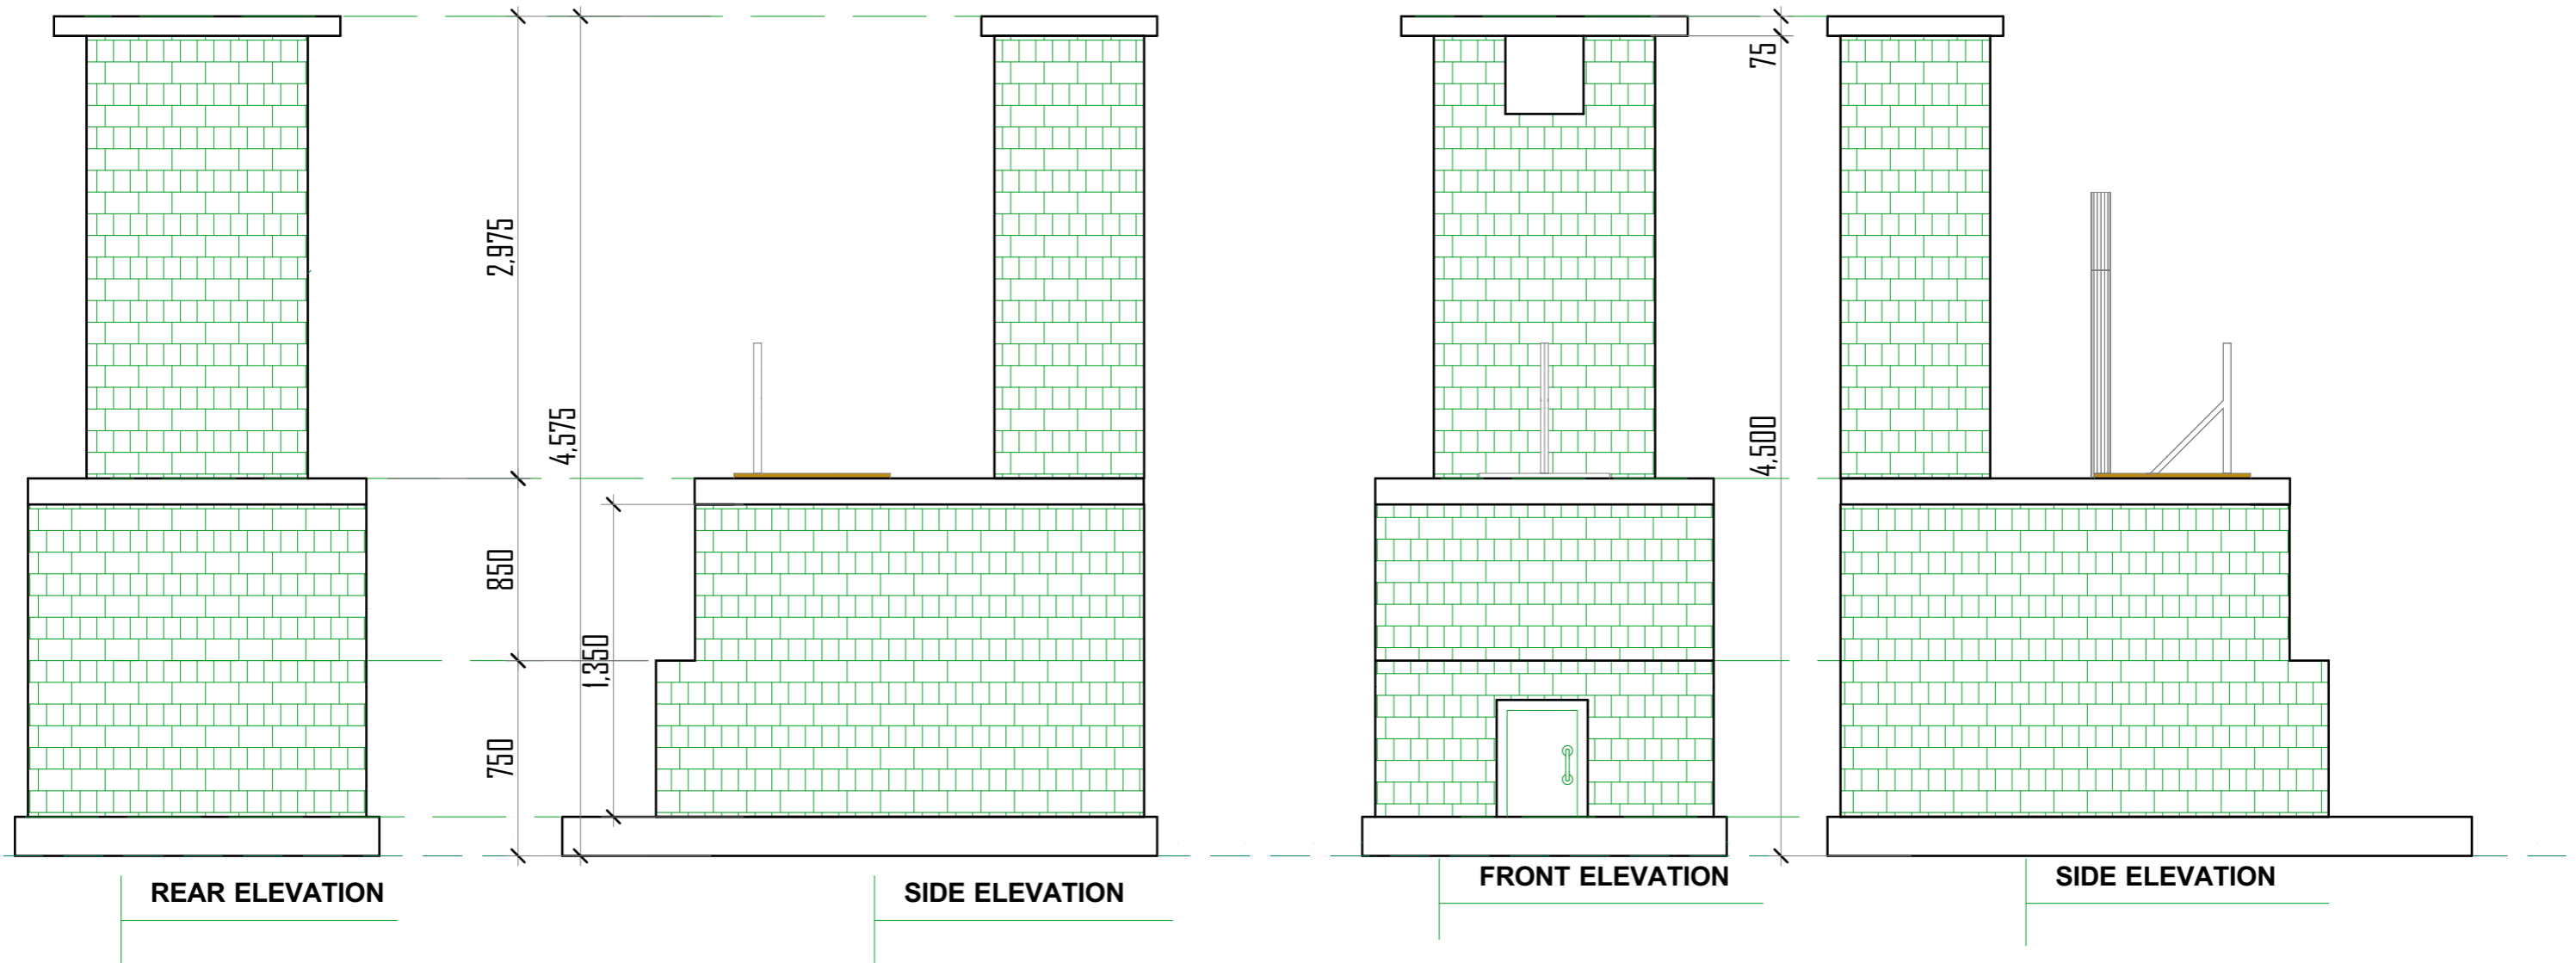 2,975
4,575
850
1,350
750
75
4,500
REAR ELEVATION
SIDE ELEVATION
FRONT ELEVATION
SIDE ELEVATION